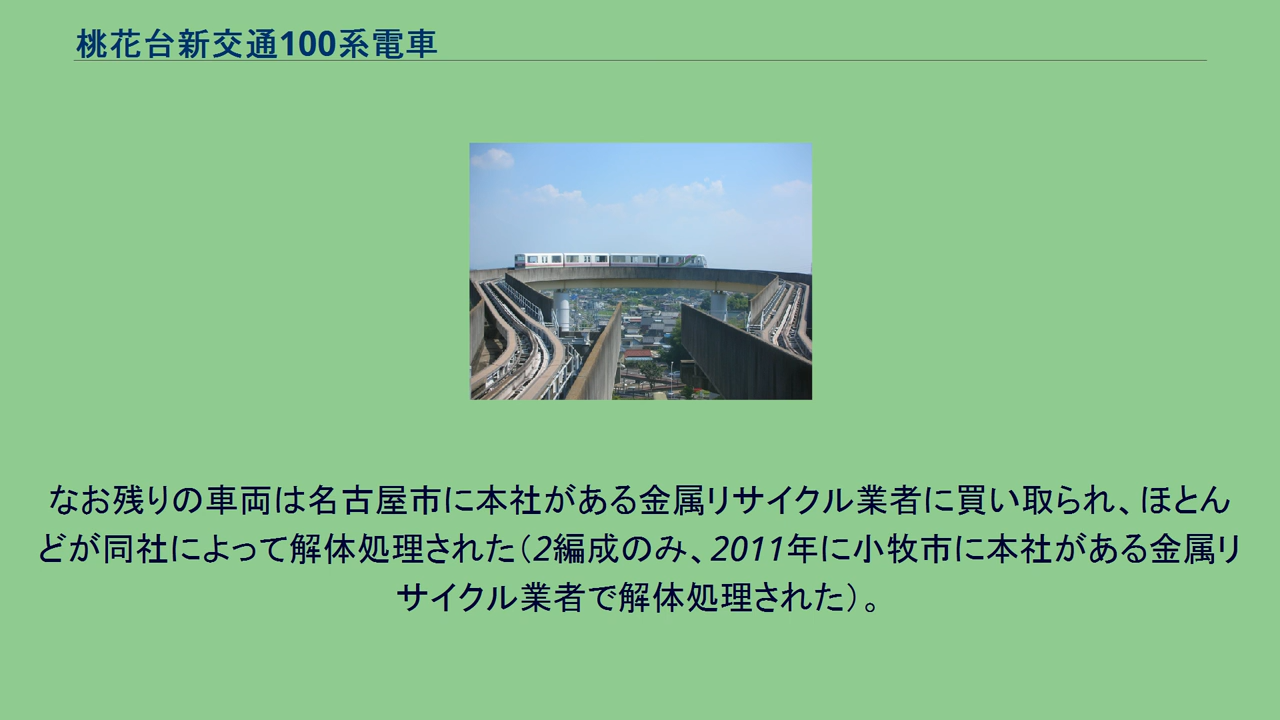 桃花台新交通100系電車
なお残りの車両は名古屋市に本社がある金属リサイクル業者に買い取られ、ほとん
どが同社によって解体処理された（2編成のみ、2011年に小牧市に本社がある金属リ
サイクル業者で解体処理された）。